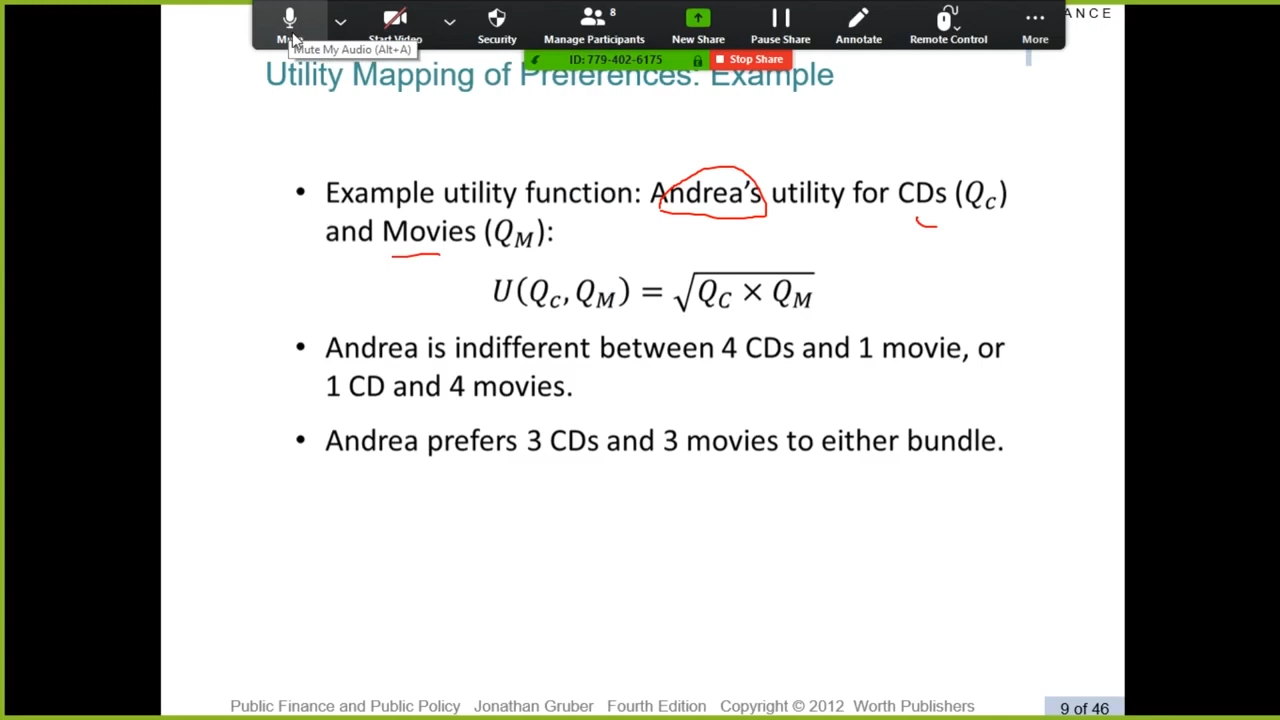 ANCE
8
Security
Manage Participants
New Share
Pause Share
Annotate
Remote Control
More
Mute My Audio (Alt+A)
ID: 779-402-6175
Stop Share
Utility Mapping of Preferences: Example
• Example utility function: Andrea's utility for CDs (Q_C)
and Movies (Q_M):
U(Q_C, Q_M) = √Q_C × Q_M
• Andrea is indifferent between 4 CDs and 1 movie, or
1 CD and 4 movies.
• Andrea prefers 3 CDs and 3 movies to either bundle.
Public Finance and Public Policy Jonathan Gruber Fourth Edition Copyright © 2012 Worth Publishers
9 of 46